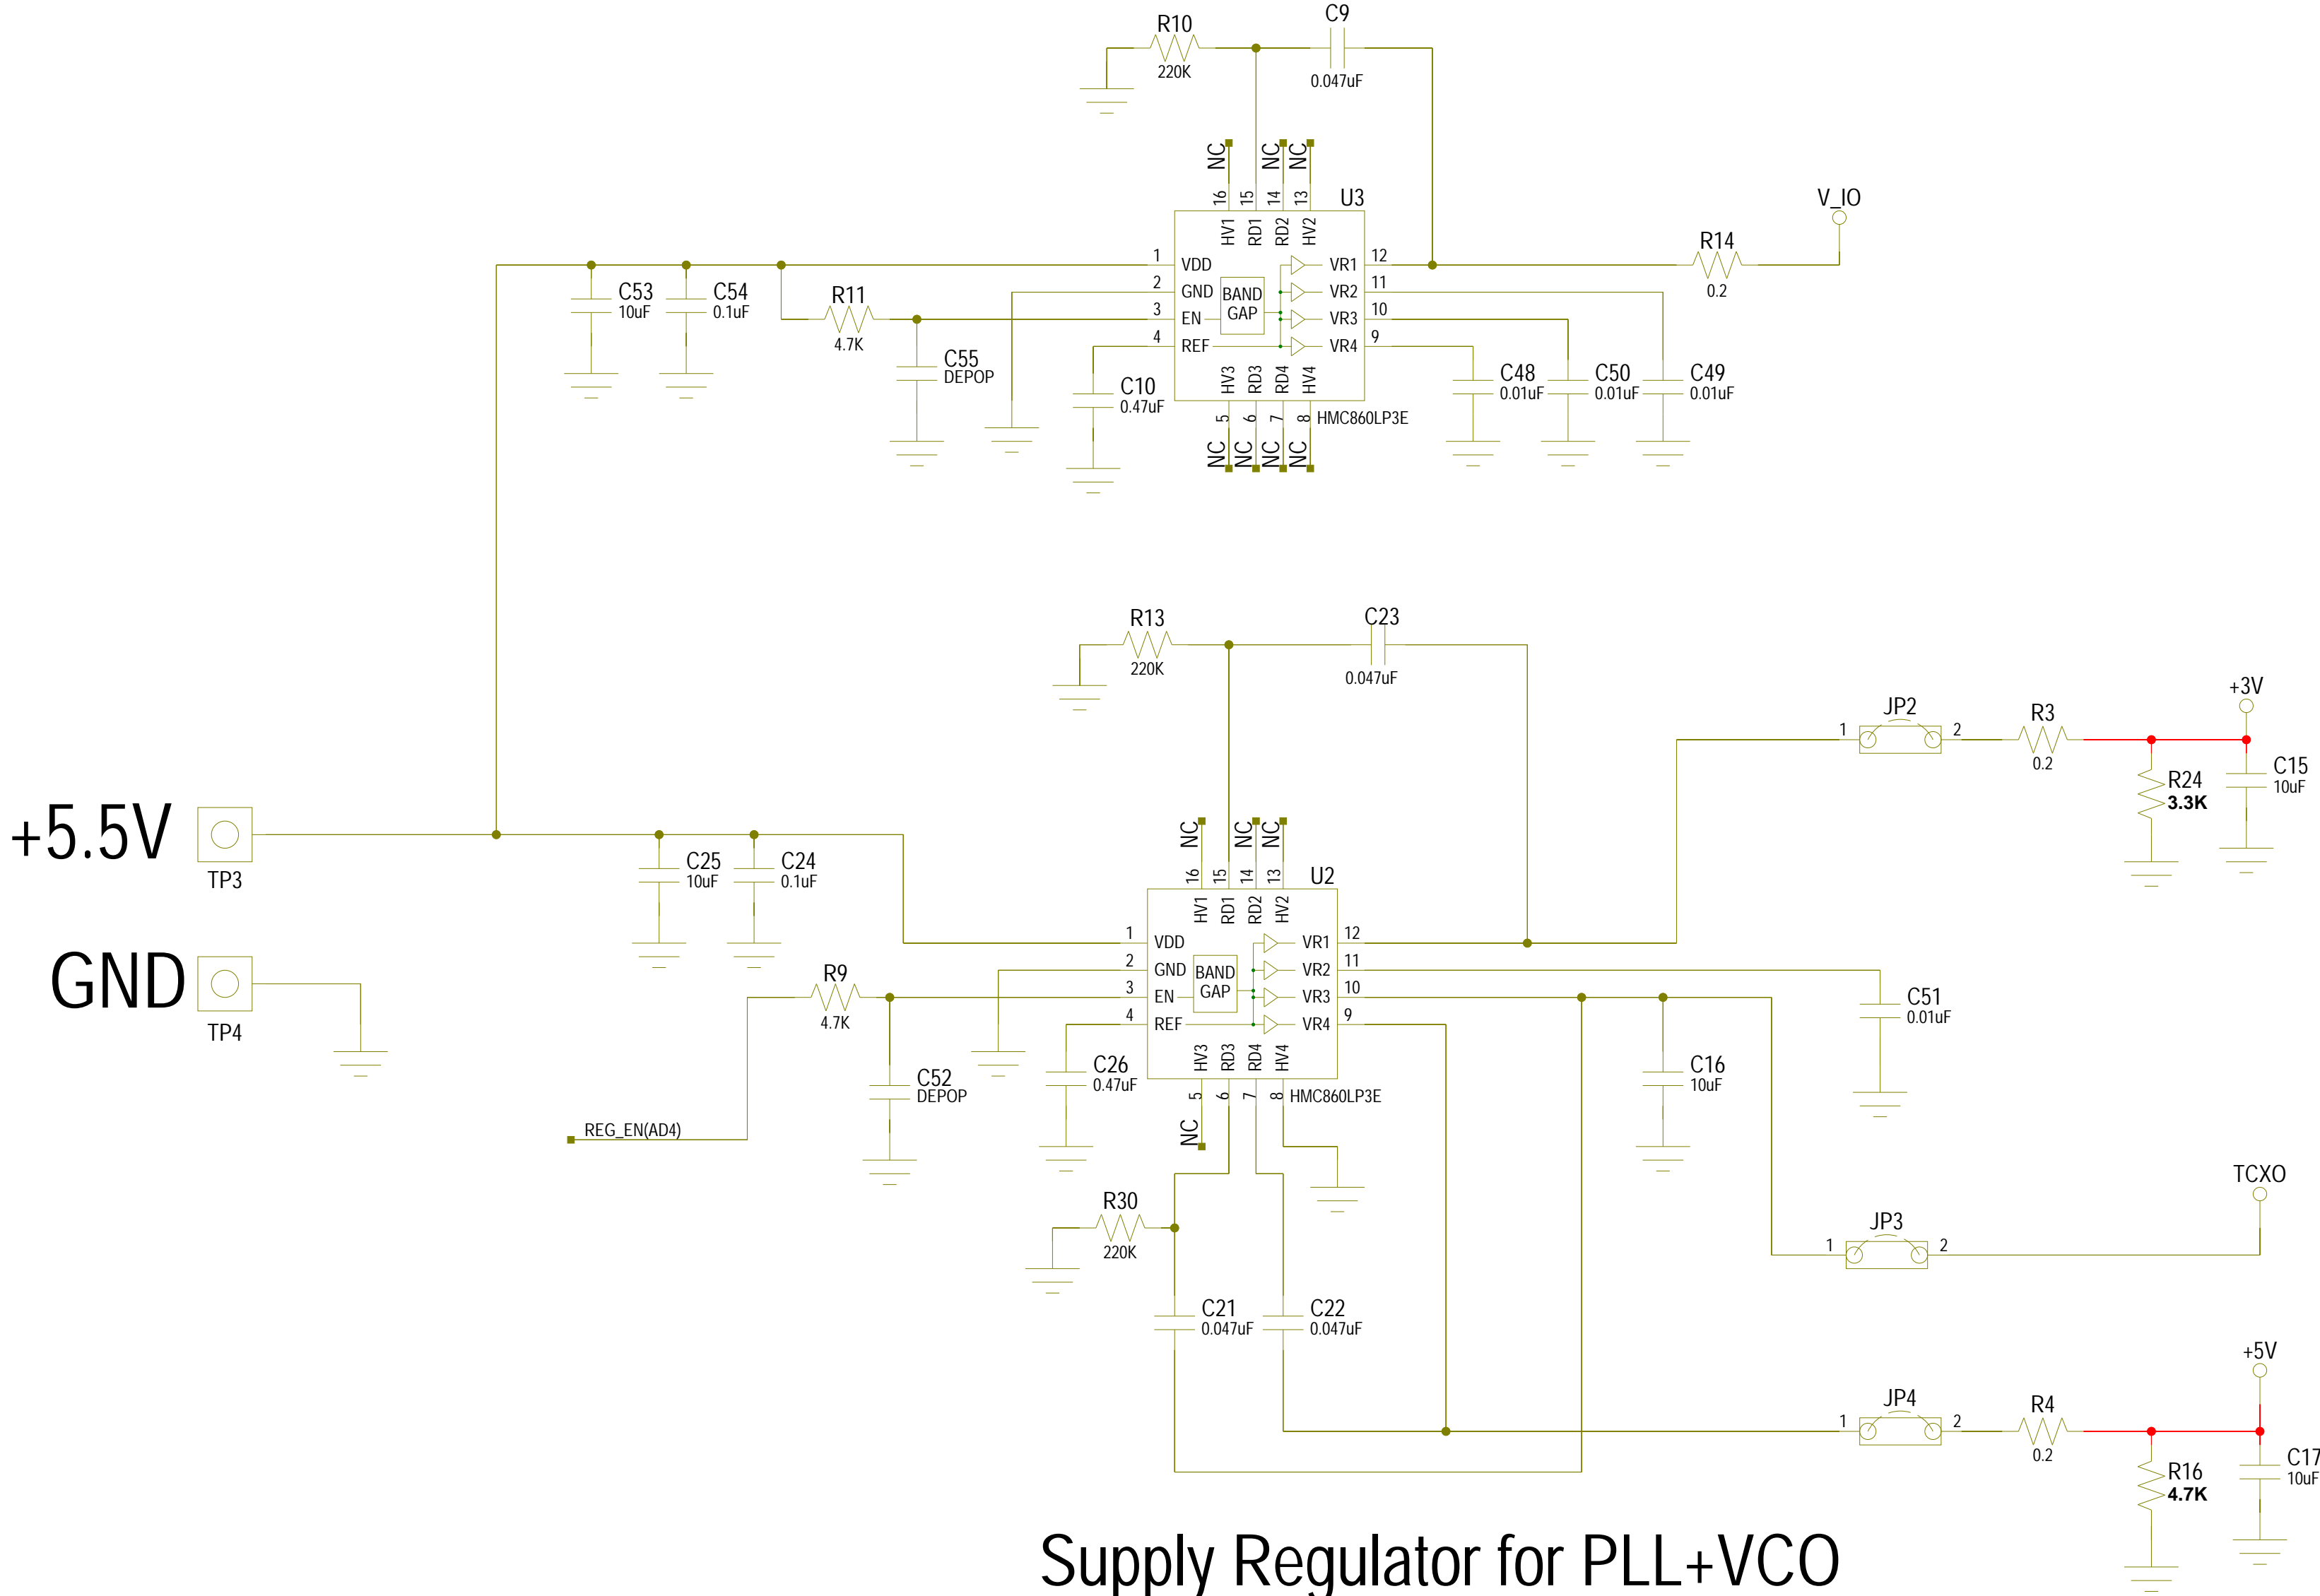 R10
220K
C9
0.047uF
NC
NC
NC
16
15
14
13
U3
HV1
RD1
RD2
HV2
V_IO
1
VDD
VR1
12
R14
0.2
2
GND
BAND
GAP
VR2
11
3
EN
VR3
10
4
REF
VR4
9
C53
10uF
C54
0.1uF
R11
4.7K
C55
DEPOP
C10
0.47uF
HV3
RD3
RD4
HV4
5
6
7
8
HMC860LP3E
NC
NC
NC
NC
C48
0.01uF
C50
0.01uF
C49
0.01uF
R13
220K
C23
0.047uF
1
JP2
2
R3
0.2
+3V
R24
3.3K
C15
10uF
+5.5V
TP3
C25
10uF
C24
0.1uF
NC
NC
NC
16
15
14
13
U2
HV1
RD1
RD2
HV2
1
VDD
VR1
12
2
GND
BAND
GAP
VR2
11
3
EN
VR3
10
4
REF
VR4
9
GND
TP4
R9
4.7K
C52
DEPOP
REG_EN(AD4)
C26
0.47uF
HV3
RD3
RD4
HV4
5
6
7
8
HMC860LP3E
NC
C16
10uF
C51
0.01uF
R30
220K
C21
0.047uF
C22
0.047uF
1
JP3
2
TCXO
1
JP4
2
R4
0.2
+5V
R16
4.7K
C17
10uF
Supply Regulator for PLL+VCO